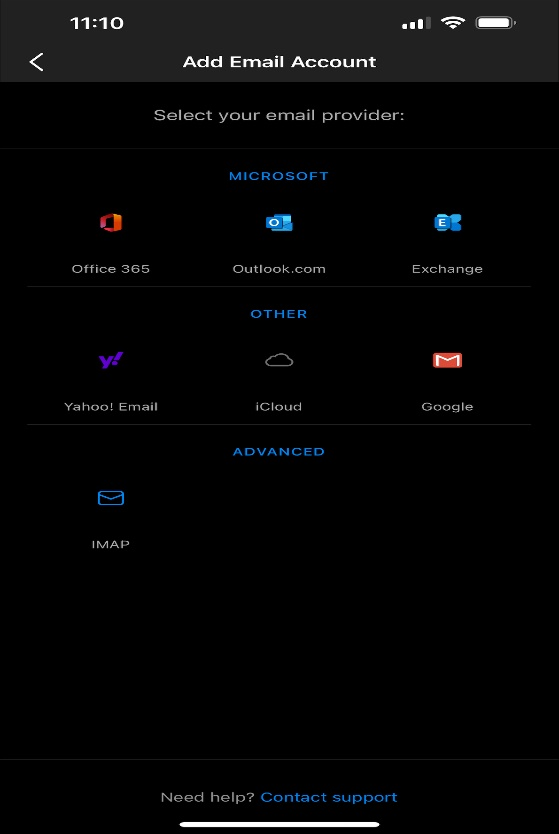 11:10
Add Email Account
Select your email provider:
MICROSOFT
Office 365
Outlook.com
Exchange
OTHER
Yahoo! Email
iCloud
Google
ADVANCED
IMAP
Need help? Contact support